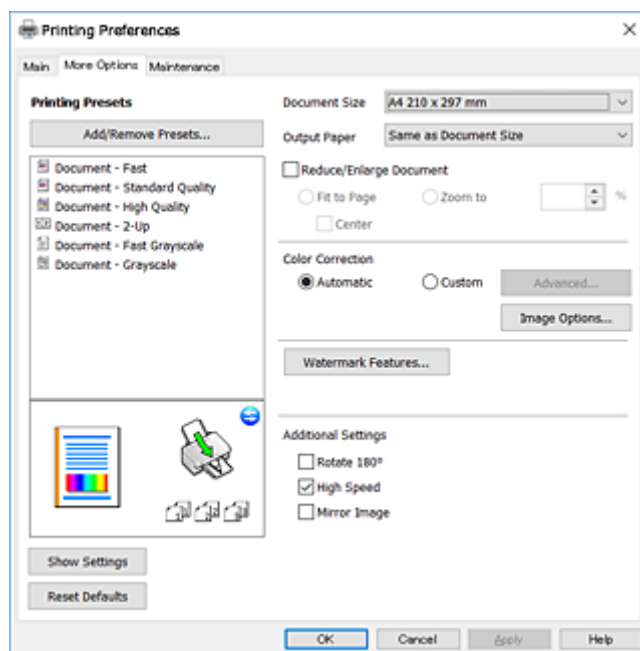 Printing Preferences
Main More Options Maintenance
Printing Presets
Add/Remove Presets...
Document - Fast
Document - Standard Quality
Document - High Quality
Document - 2-Up
Document - Fast Grayscale
Document - Grayscale
Show Settings
Reset Defaults
Document Size A4 210 x 297 mm
Output Paper Same as Document Size
Reduce/Enlarge Document
Fit to Page Zoom to %
Center
Color Correction
Automatic Custom Advanced...
Image Options...
Watermark Features...
Additional Settings
Rotate 180°
High Speed
Mirror Image
OK Cancel Apply Help